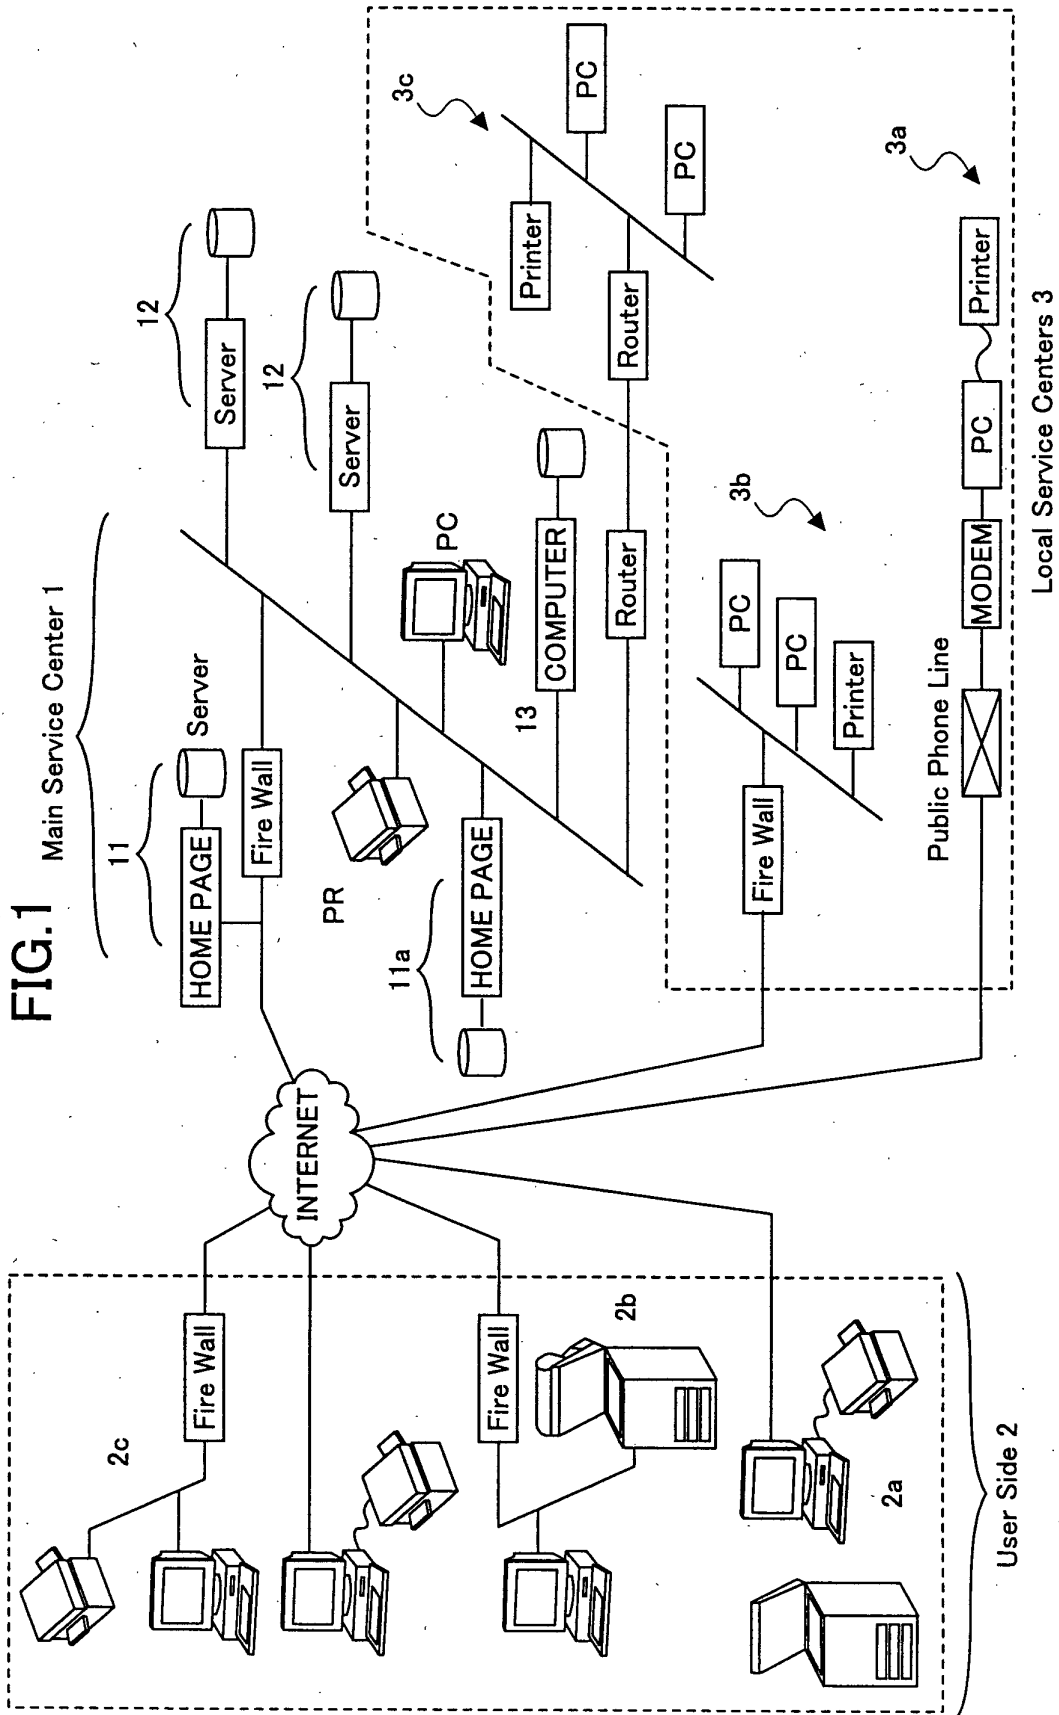 FIG.1
Main Service Center 1
11
HOME PAGE
Server
Fire Wall
12
Server
12
Server
PC
PR
11a
HOME PAGE
13
COMPUTER
Router
Router
INTERNET
3c
Printer
PC
PC
3b
Fire Wall
PC
PC
Printer
3a
Public Phone Line
MODEM
PC
Printer
Local Service Centers 3
2c
Fire Wall
Fire Wall
2b
2a
User Side 2